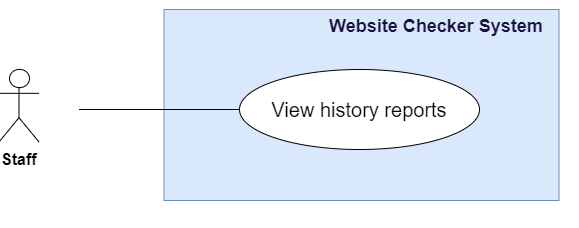 Website Checker System
View history reports
Staff